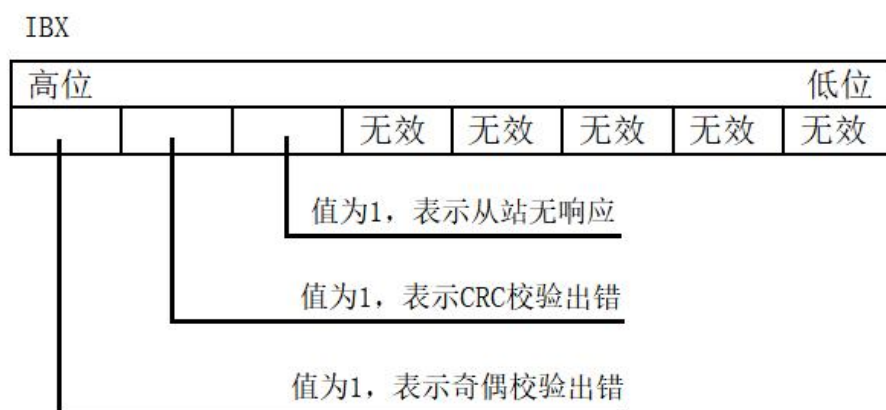 IBX
高位 低位
无效 无效 无效 无效 无效
值为1，表示从站无响应
值为1，表示CRC校验出错
值为1，表示奇偶校验出错